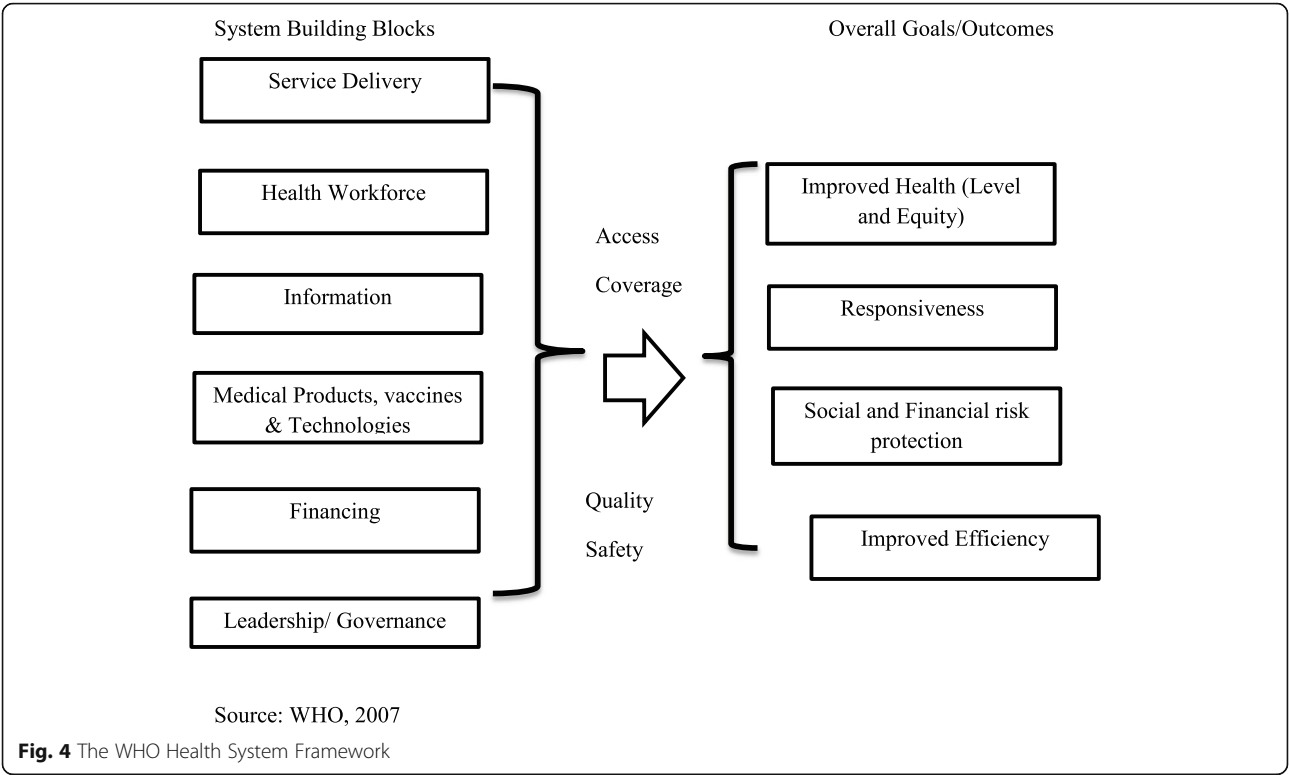 System Building Blocks
Overall Goals/Outcomes
Service Delivery
Health Workforce
Information
Medical Products, vaccines
& Technologies
Financing
Leadership/ Governance
Access
Coverage
Quality
Safety
Improved Health (Level
and Equity)
Responsiveness
Social and Financial risk
protection
Improved Efficiency
Source: WHO, 2007
Fig. 4 The WHO Health System Framework